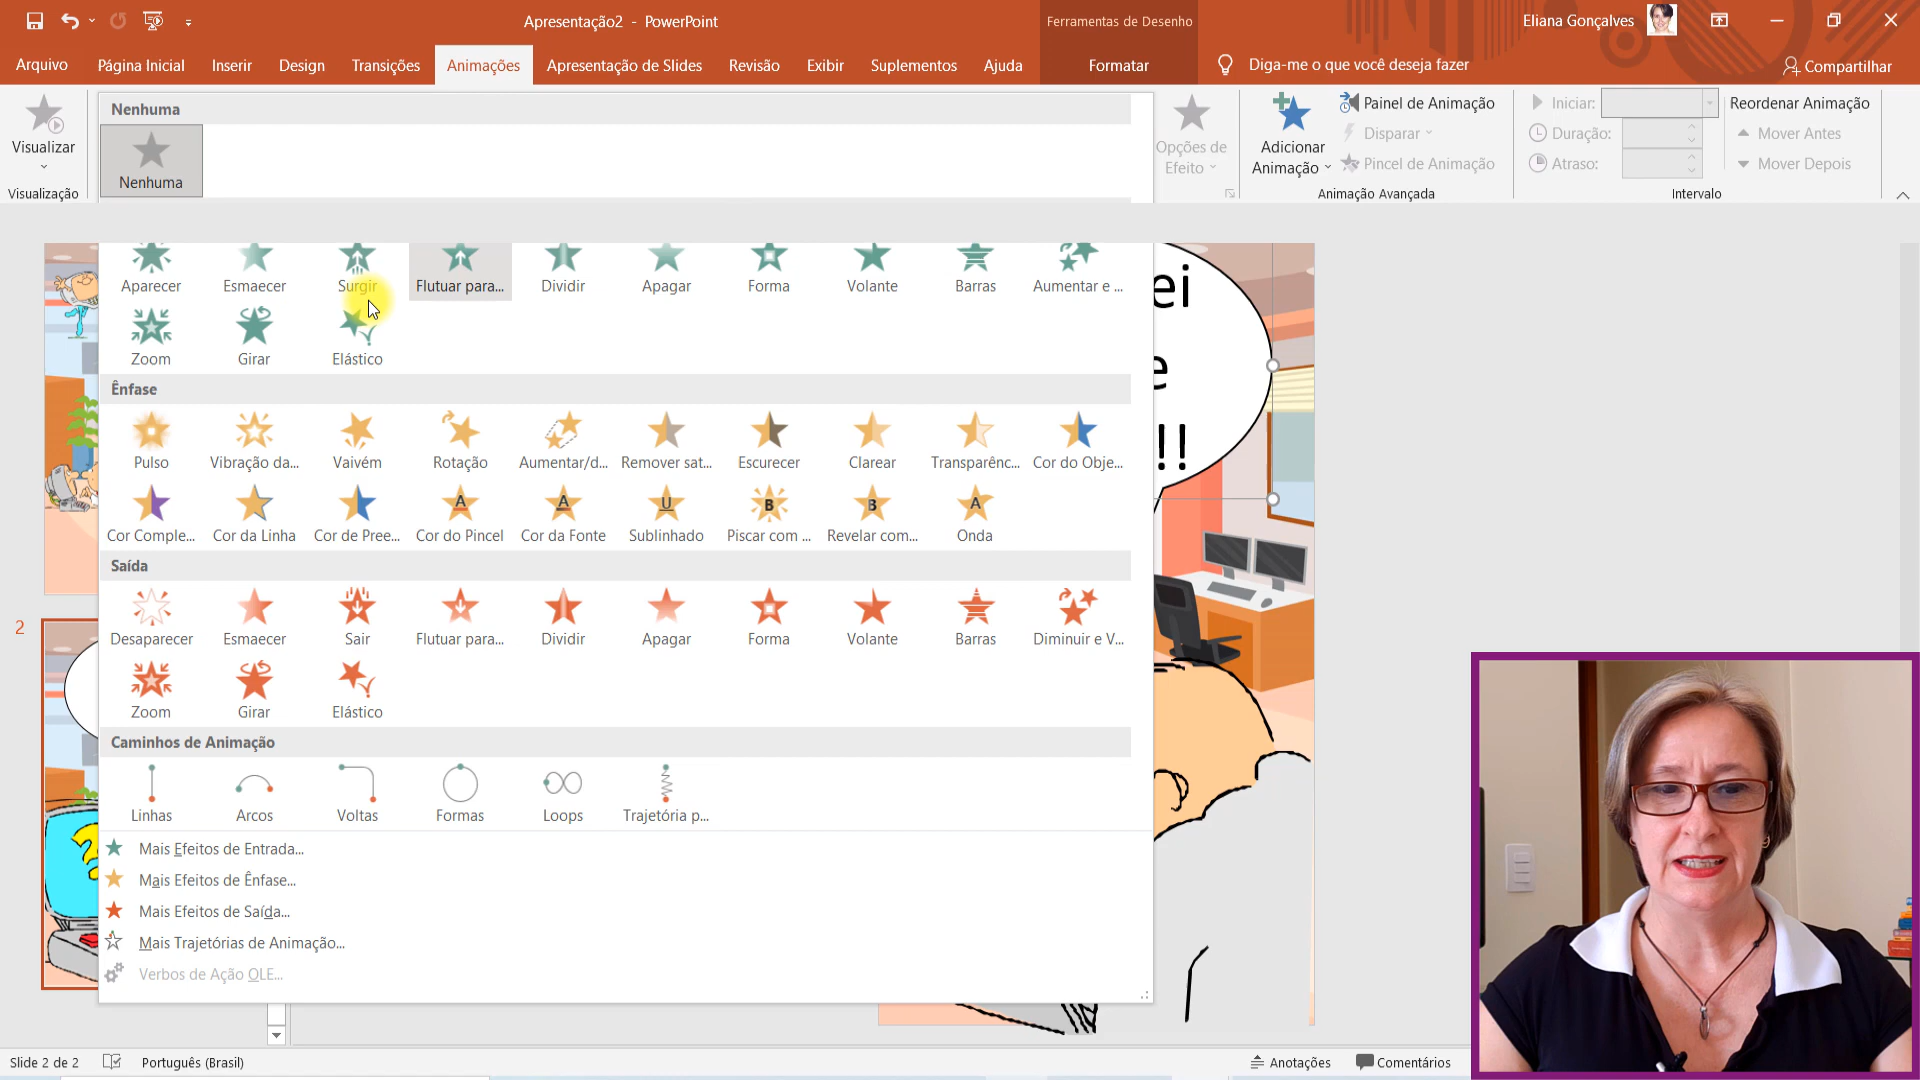 Apresentação2 - PowerPoint
Ferramentas de Desenho
Eliana Gonçalves
Arquivo
Página Inicial
Inserir
Design
Transições
Animações
Apresentação de Slides
Revisão
Exibir
Suplementos
Ajuda
Formatar
Diga-me o que você deseja fazer
Compartilhar
Visualizar
Visualização
Nenhuma
Nenhuma
Opções de
Efeito
Adicionar
Animação
Painel de Animação
Disparar
Pincel de Animação
Animação Avançada
Iniciar:
Duração:
Atraso:
Reordenar Animação
Mover Antes
Mover Depois
Intervalo
Aparecer Esmaecer Surgir Flutuar para... Dividir Apagar Forma Volante Barras Aumentar e ...
Zoom Girar Elástico
Ênfase
Pulso Vibração da... Vaivém Rotação Aumentar/d... Remover sat... Escurecer Clarear Transparênc... Cor do Obje...
Cor Comple... Cor da Linha Cor de Pree... Cor do Pincel Cor da Fonte Sublinhado Piscar com ... Revelar com... Onda
Saída
Desaparecer Esmaecer Sair Flutuar para... Dividir Apagar Forma Volante Barras Diminuir e V...
Zoom Girar Elástico
Caminhos de Animação
Linhas Arcos Voltas Formas Loops Trajetória p...
Mais Efeitos de Entrada...
Mais Efeitos de Ênfase...
Mais Efeitos de Saída...
Mais Trajetórias de Animação...
Verbos de Ação OLE...
ei
e
!!
2
?
Slide 2 de 2
Português (Brasil)
Anotações
Comentários